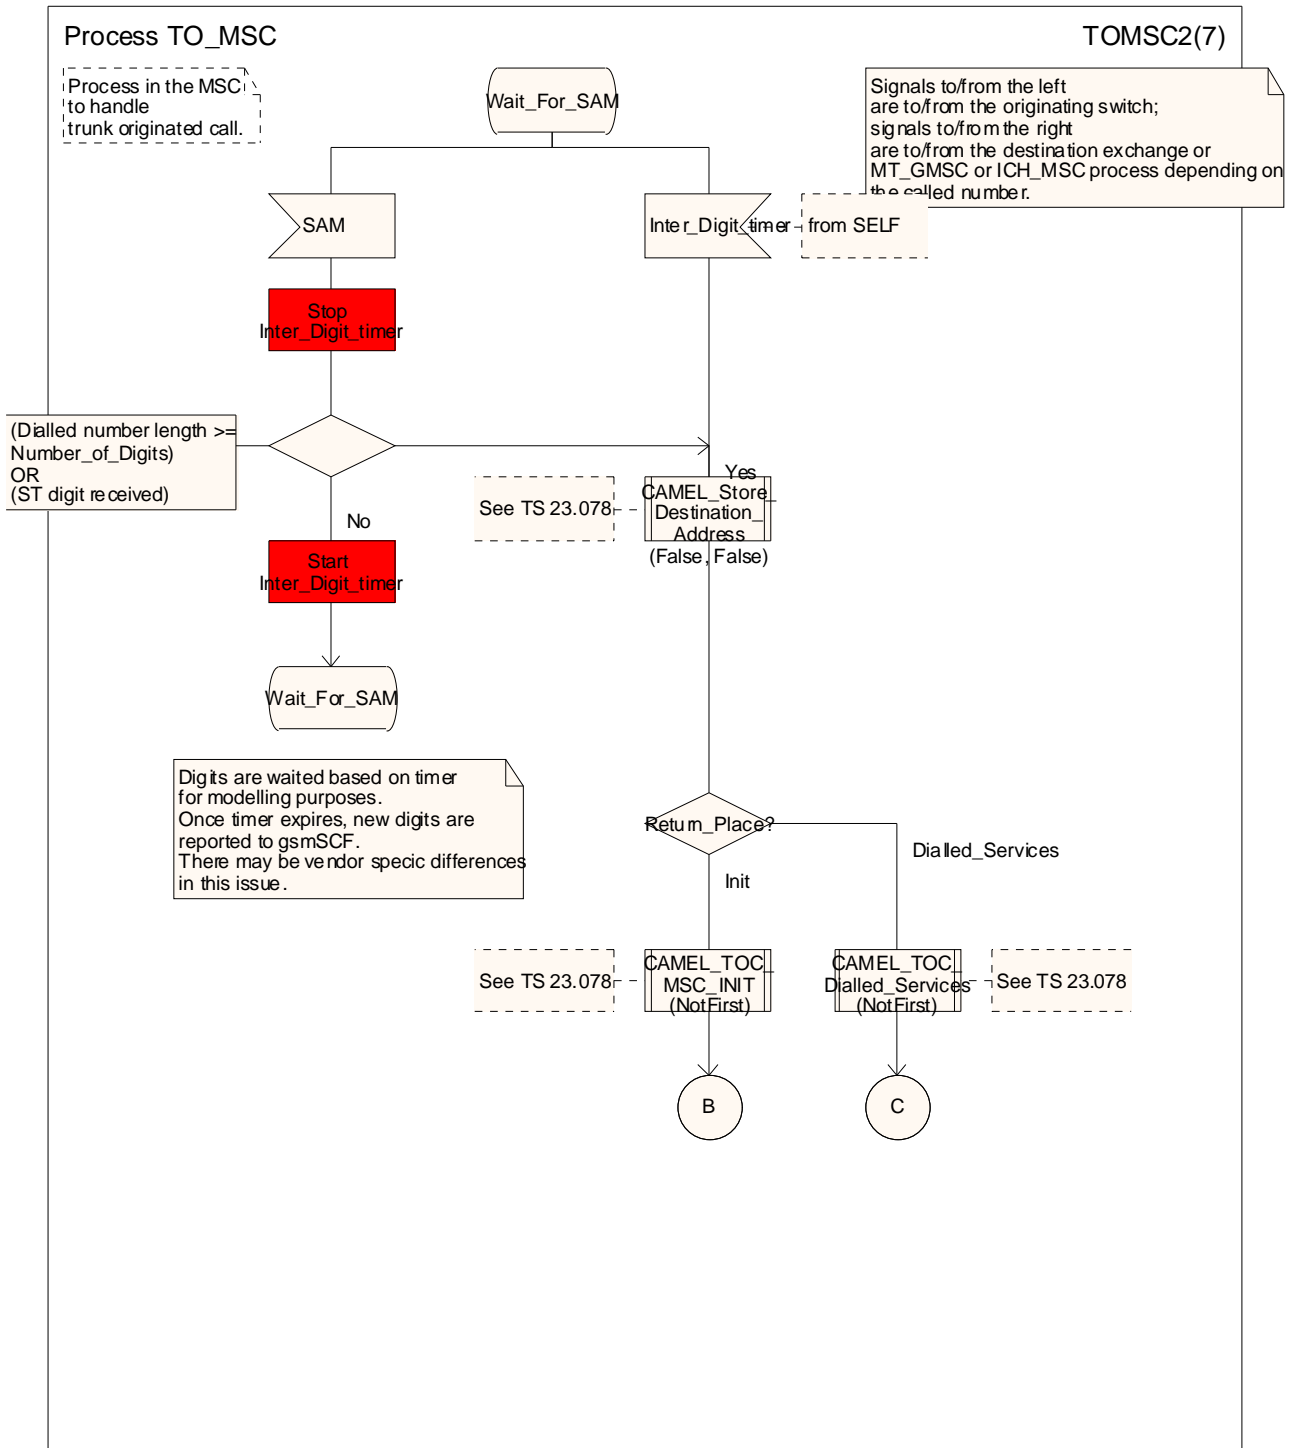 Process TO_MSC
TOMSC2(7)
Process in the MSC
to handle
trunk originated call.
Wait_For_SAM
Signals to/from the left
are to/from the originating switch;
signals to/from the right
are to/from the destination exchange or
MT_GMSC or ICH_MSC process depending on
the called number.
SAM
Inter_Digit_timer
from SELF
Stop
Inter_Digit_timer
(Dialled number length >=
Number_of_Digits)
OR
(ST digit received)
Yes
See TS 23.078
CAMEL_Store_
Destination_
Address
(False, False)
No
Start
Inter_Digit_timer
Wait_For_SAM
Digits are waited based on timer
for modelling purposes.
Once timer expires, new digits are
reported to gsmSCF.
There may be vendor specic differences
in this issue.
Return_Place?
Dialled_Services
Init
See TS 23.078
CAMEL_TOC_
MSC_INIT
(NotFirst)
CAMEL_TOC_
Dialled_Services
(NotFirst)
See TS 23.078
B
C